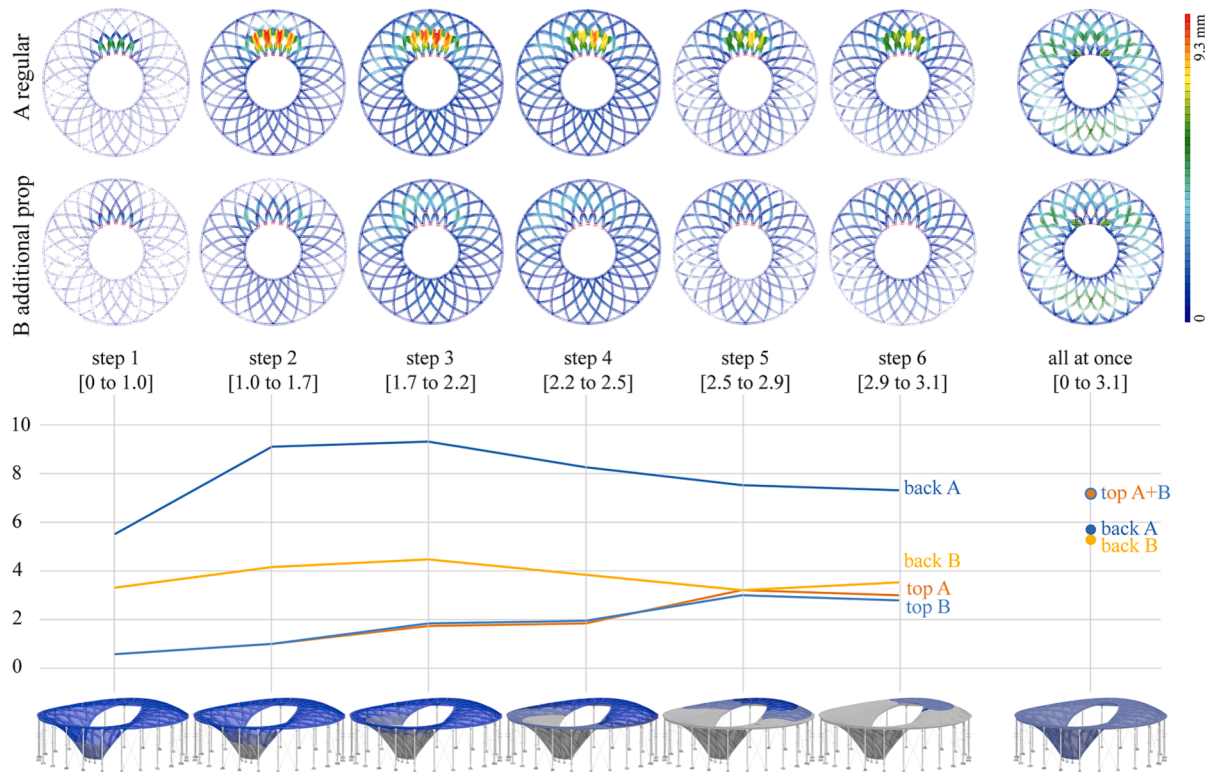 A regular
9.3 mm
B additional prop
0
step 1
[0 to 1.0]
step 2
[1.0 to 1.7]
step 3
[1.7 to 2.2]
step 4
[2.2 to 2.5]
step 5
[2.5 to 2.9]
step 6
[2.9 to 3.1]
all at once
[0 to 3.1]
10
8
6
4
2
0
back A
back B
top A
top B
top A+B
back A
back B